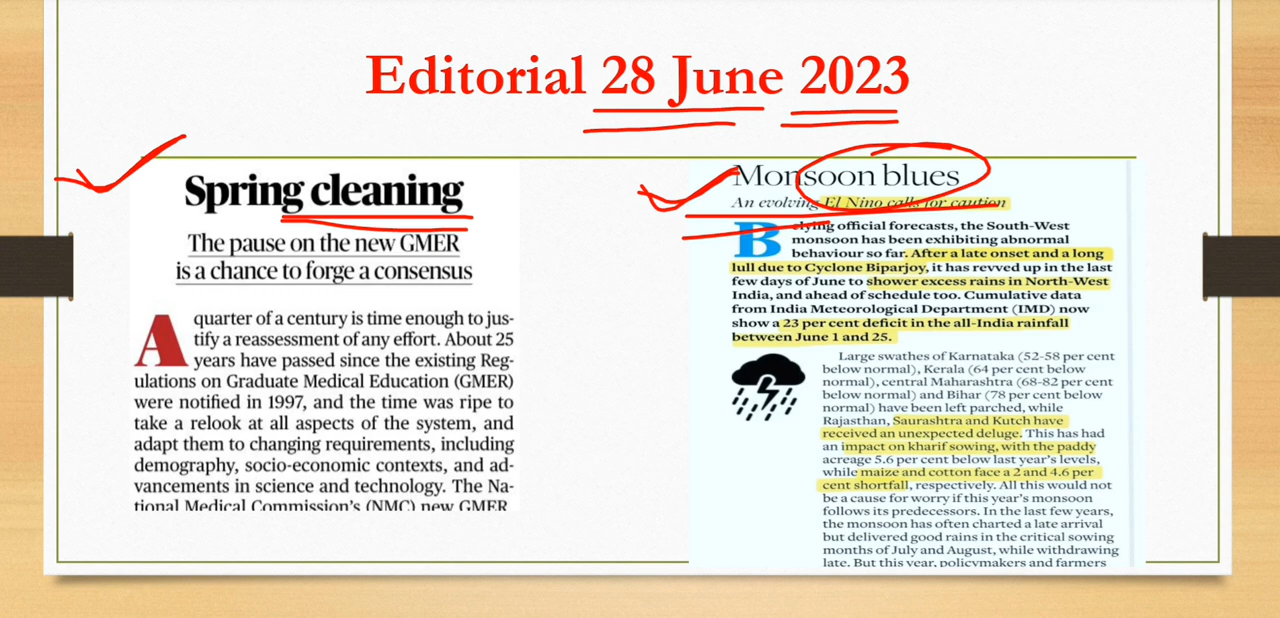 Editorial 28 June 2023
Spring cleaning
The pause on the new GMER
is a chance to forge a consensus
A quarter of a century is time enough to jus-
tify a reassessment of any effort. About 25
years have passed since the existing Reg-
ulations on Graduate Medical Education (GMER)
were notified in 1997, and the time was ripe to
take a relook at all aspects of the system, and
adapt them to changing requirements, including
demography, socio-economic contexts, and ad-
vancements in science and technology. The Na-
tional Medical Commission's (NMC) new GMER
Monsoon blues
An evolving El Nino calls for caution
Belying official forecasts, the South-West
monsoon has been exhibiting abnormal
behaviour so far. After a late onset and a long
lull due to Cyclone Biparjoy, it has revved up in the last
few days of June to shower excess rains in North-West
India, and ahead of schedule too. Cumulative data
from India Meteorological Department (IMD) now
show a 23 per cent deficit in the all-India rainfall
between June 1 and 25.
Large swathes of Karnataka (52-58 per cent
below normal), Kerala (64 per cent below
normal), central Maharashtra (68-82 per cent
below normal) and Bihar (78 per cent below
normal) have been left parched, while
Rajasthan, Saurashtra and Kutch have
received an unexpected deluge. This has had
an impact on kharif sowing, with the paddy
acreage 5.6 per cent below last year's levels,
while maize and cotton face a 2 and 4.6 per
cent shortfall, respectively. All this would not
be a cause for worry if this year's monsoon
follows its predecessors. In the last few years,
the monsoon has often charted a late arrival
but delivered good rains in the critical sowing
months of July and August, while withdrawing
late. But this year, policymakers and farmers